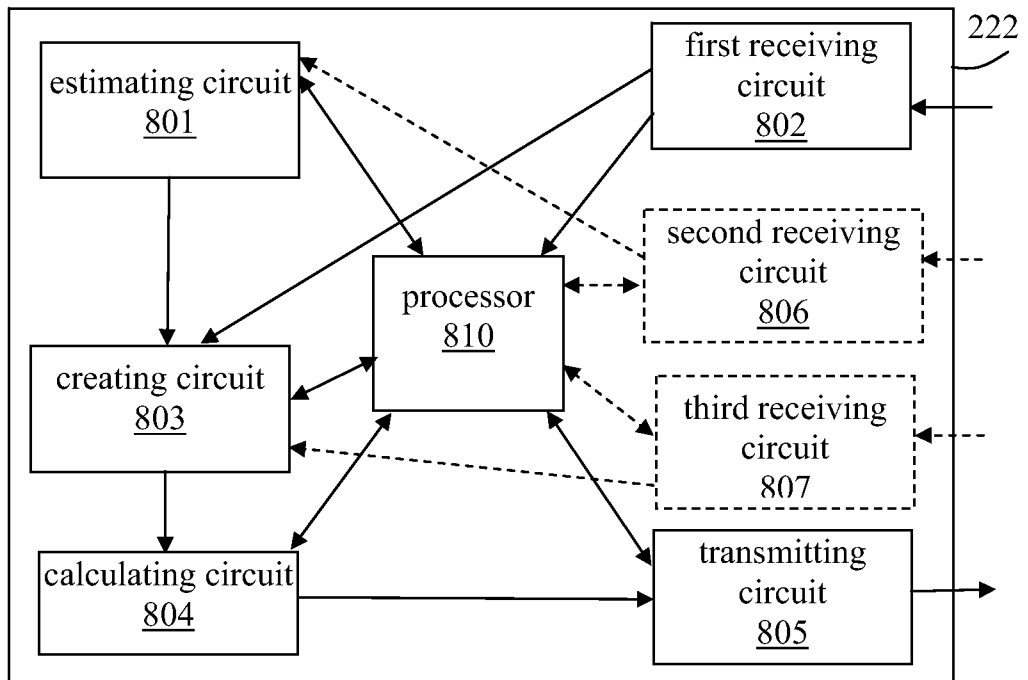 222
estimating circuit
801
first receiving
circuit
802
second receiving
circuit
806
processor
810
creating circuit
803
third receiving
circuit
807
calculating circuit
804
transmitting
circuit
805